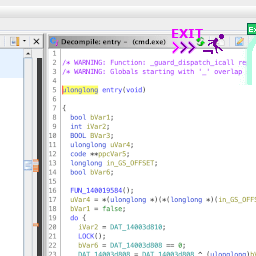 EXIT
Decompile: entry - (cmd.exe)
1
2 /* WARNING: Function: _guard_dispatch_icall
3 /* WARNING: Globals starting with '_' overlap
4
5 ulonglong entry(void)
6
7 {
8 bool bVar1;
9 int iVar2;
10 BOOL BVar3;
11 ulonglong uVar4;
12 code **ppcVar5;
13 longlong in_GS_OFFSET;
14 bool bVar6;
15
16 FUN_140019584();
17 uVar4 = *(ulonglong *)(*(longlong *)(in_GS_OFF
18 bVar1 = false;
19 do {
20 iVar2 = DAT_14003d810;
21 LOCK();
22 bVar6 = DAT_14003d808 == 0;
23 DAT_14003d808 = DAT_14003d808 ^ (ulonglong)